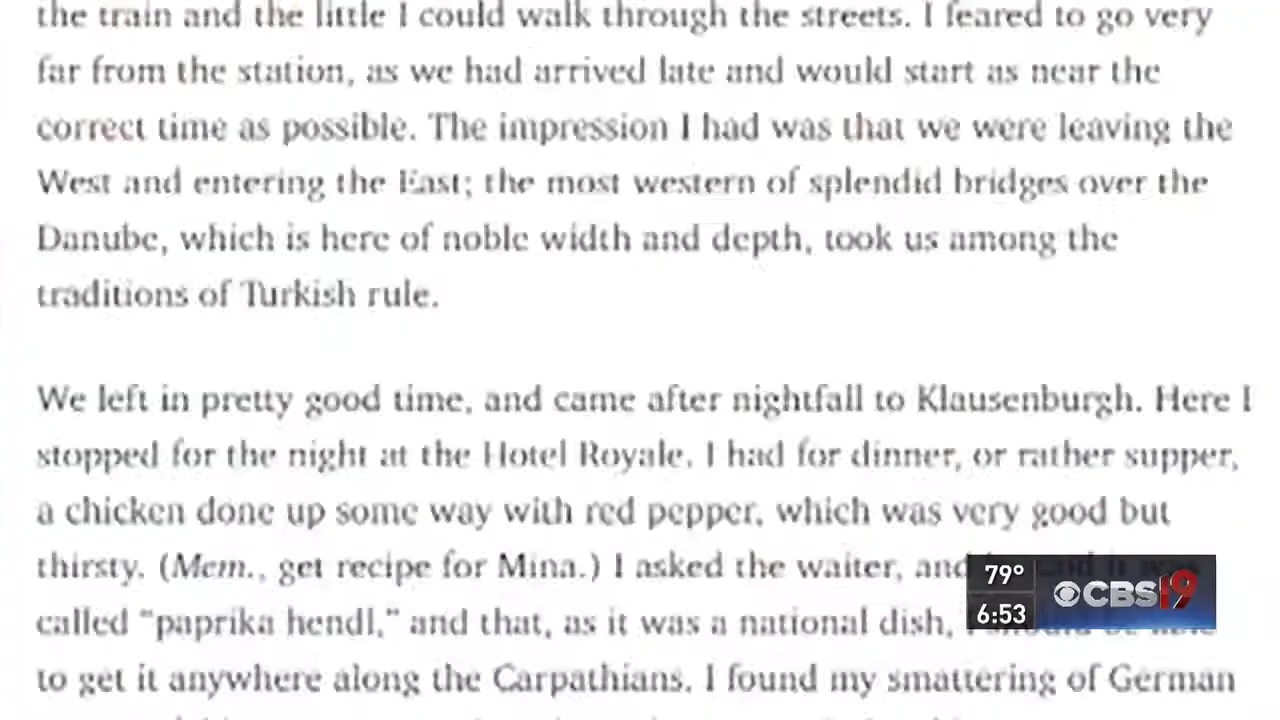 the train and the little I could walk through the streets. I feared to go very
far from the station, as we had arrived late and would start as near the
correct time as possible. The impression I had was that we were leaving the
West and entering the East; the most western of splendid bridges over the
Danube, which is here of noble width and depth, took us among the
traditions of Turkish rule.
We left in pretty good time, and came after nightfall to Klausenburgh. Here I
stopped for the night at the Hotel Royale. I had for dinner, or rather supper,
a chicken done up some way with red pepper, which was very good but
thirsty. (Mem., get recipe for Mina.) I asked the waiter, and
called "paprika hendl," and that, as it was a national dish,
to get it anywhere along the Carpathians. I found my smattering of German
79°
6:53
CBS19